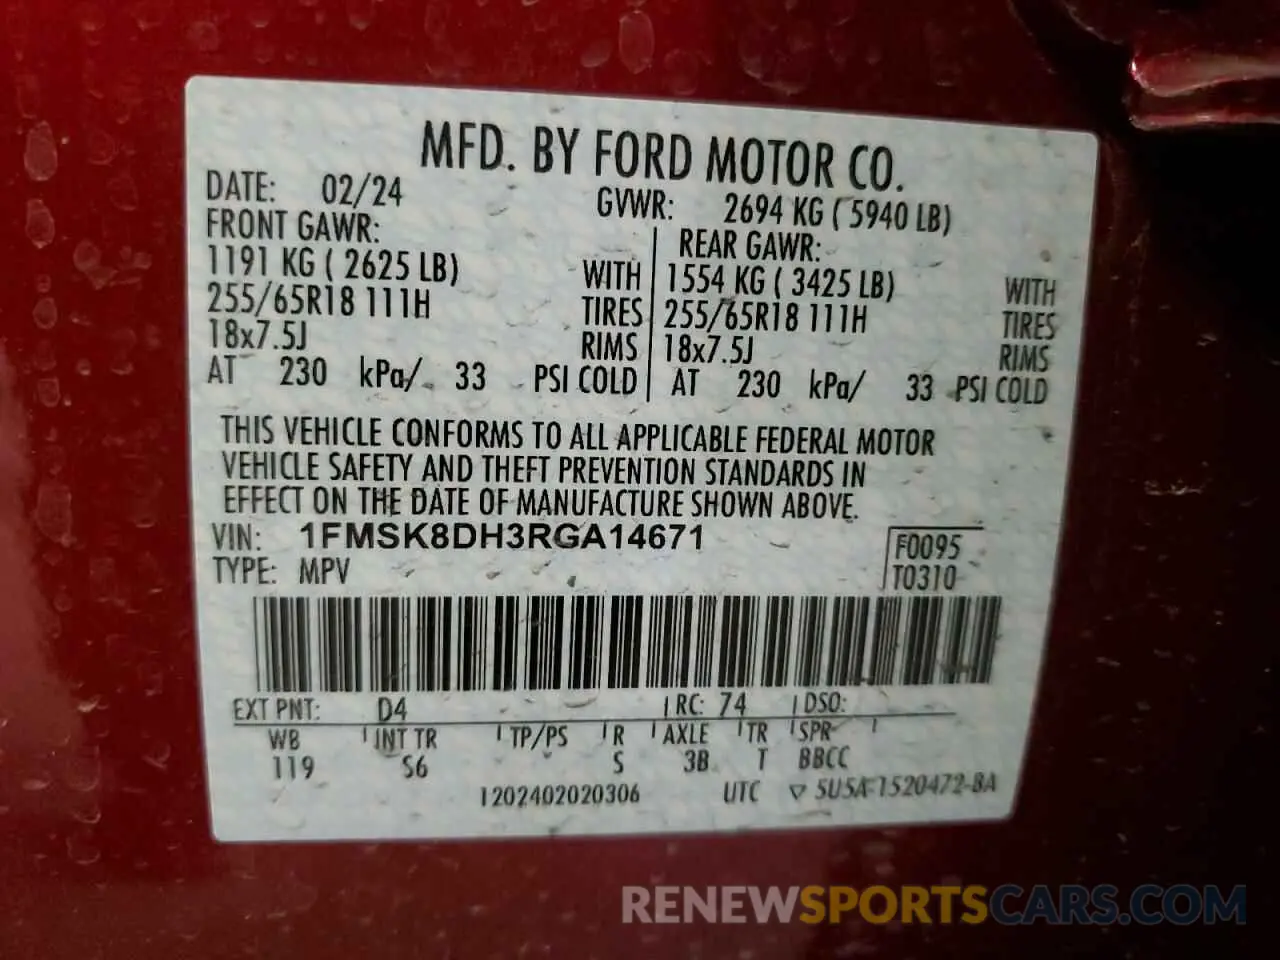 MFD. BY FORD MOTOR CO.
DATE: 02/24 GVWR: 2694 KG ( 5940 LB)
FRONT GAWR: REAR GAWR:
1191 KG ( 2625 LB) WITH 1554 KG ( 3425 LB) WITH
255/65R18 111H TIRES 255/65R18 111H TIRES
18x7.5J RIMS 18x7.5J RIMS
AT 230 kPa/ 33 PSI COLD AT 230 kPa/ 33 PSI COLD
THIS VEHICLE CONFORMS TO ALL APPLICABLE FEDERAL MOTOR
VEHICLE SAFETY AND THEFT PREVENTION STANDARDS IN
EFFECT ON THE DATE OF MANUFACTURE SHOWN ABOVE.
VIN: 1FMSK8DH3RGA14671 F0095
TYPE: MPV T0310
EXT PNT: D4 RC: 74 DSO:
WB INT TR TP/PS R AXLE TR SPR
119 S6 S 3B T BBCC
1202402020306 UTC ▽ 5U5A-1520472-BA
RENEWSPORTSCARS.COM